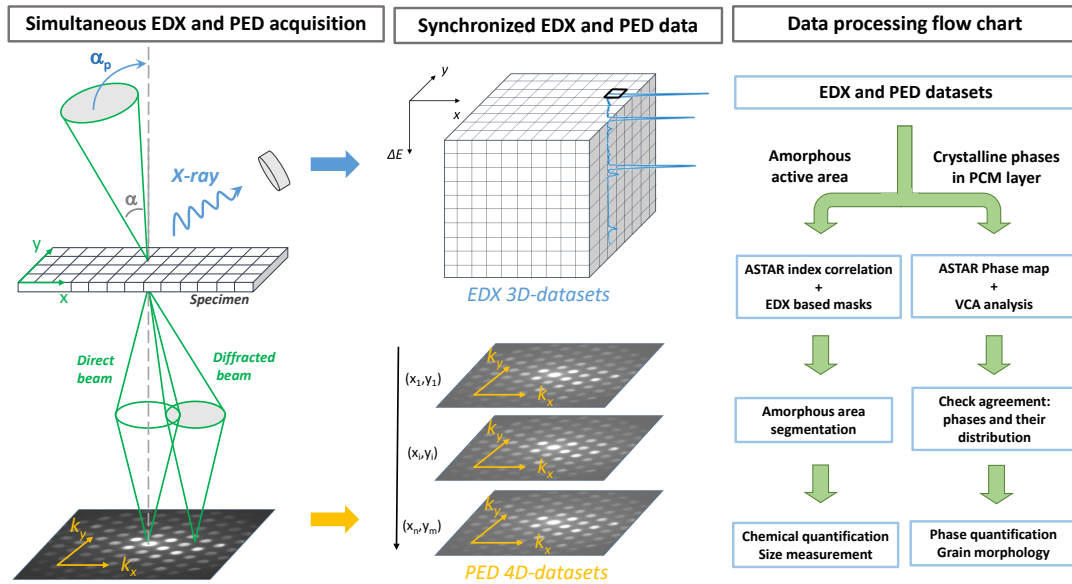 Simultaneous EDX and PED acquisition
αp
X-ray
α
y
x
Specimen
Direct
beam
Diffracted
beam
ky
kx
Synchronized EDX and PED data
y
x
ΔE
EDX 3D-datasets
(x1,y1)
ky
kx
(xi,yi)
ky
kx
(xn,ym)
ky
kx
PED 4D-datasets
Data processing flow chart
EDX and PED datasets
Amorphous
active area
Crystalline phases
in PCM layer
ASTAR index correlation
+
EDX based masks
ASTAR Phase map
+
VCA analysis
Amorphous area
segmentation
Check agreement:
phases and their
distribution
Chemical quantification
Size measurement
Phase quantification
Grain morphology